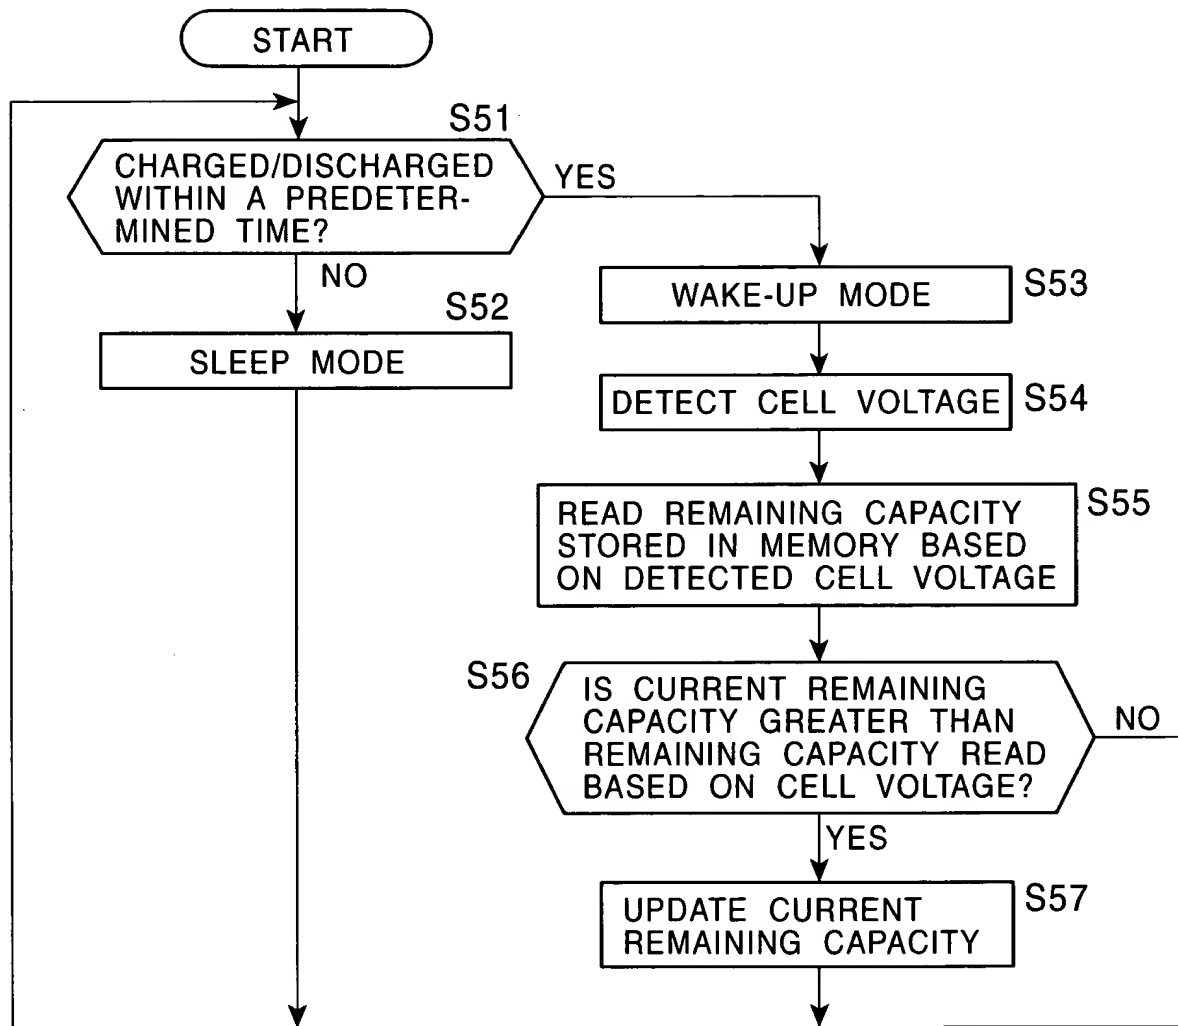 START
S51
CHARGED/DISCHARGED
WITHIN A PREDETER-
MINED TIME?
YES
NO
S52
SLEEP MODE
WAKE-UP MODE
S53
DETECT CELL VOLTAGE
S54
S55
READ REMAINING CAPACITY
STORED IN MEMORY BASED
ON DETECTED CELL VOLTAGE
S56
IS CURRENT REMAINING
CAPACITY GREATER THAN
REMAINING CAPACITY READ
BASED ON CELL VOLTAGE?
NO
YES
S57
UPDATE CURRENT
REMAINING CAPACITY